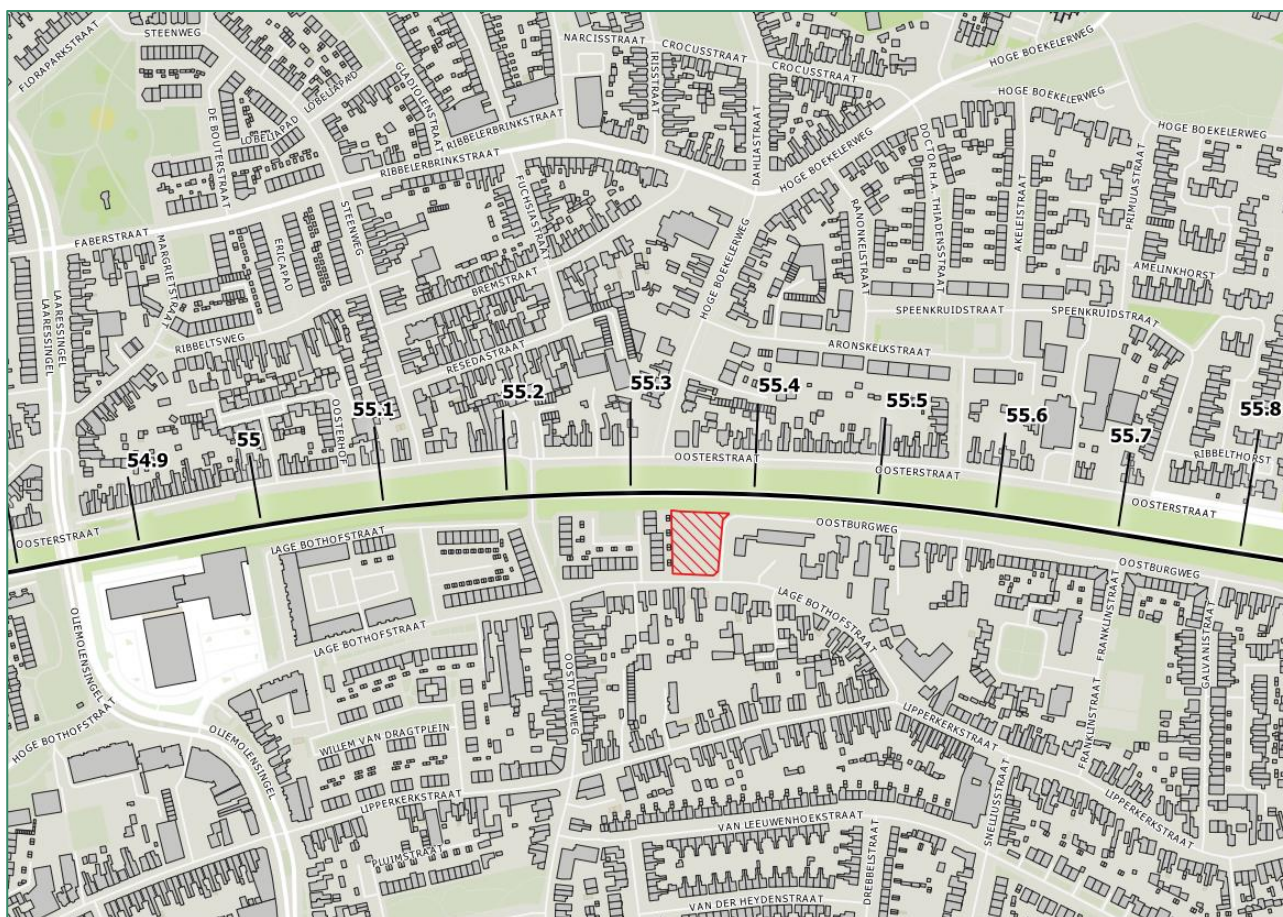 STEENWEG
FLORAPARKSTRAAT
LOBELIAPAD
LOBELIAPAD
DE BOUTERSTRAAT
GLADIOLENSTRAAT
RIBBELERBRINKSTRAAT
RIBBELERBRINKSTRAAT
NARCISSTRAAT
IRISSTRAAT
CROCUSSTRAAT
CROCUSSTRAAT
DAHLIASTRAAT
HOGE BOEKELERWEG
HOGE BOEKELERWEG
HOGE BOEKELERWEG
HOGE BOEKELERWEG
HOGE BOEKELERWEG
DOCTOR H.A. THIADENSSTRAAT
RANONKELSTRAAT
AKELEISTRAAT
PRIMULASTRAAT
AMELINKHORST
SPEENKRUIDSTRAAT
SPEENKRUIDSTRAAT
ARONSKELKSTRAAT
FABERSTRAAT
MARGRIETSTRAAT
ERICAPAD
STEENWEG
FUCHSIASTRAAT
BREMSTRAAT
RESEDASTRAAT
RIBBELTSWEG
LAARESSINGEL
LAARESSINGEL
OOSTERHOF
54.9
55
55.1
55.2
55.3
55.4
55.5
55.6
55.7
55.8
RIBBELTHORST
OOSTERSTRAAT
OOSTERSTRAAT
OOSTERSTRAAT
OOSTERSTRAAT
OOSTERSTRAAT
LAGE BOTHOFSTRAAT
LAGE BOTHOFSTRAAT
LAGE BOTHOFSTRAAT
OOSTBURGWEG
OOSTBURGWEG
OLIEMOLENSINGEL
OLIEMOLENSINGEL
HOGE BOTHOFSTRAAT
OOSTVEENWEG
WILLEM VAN DRAGTPLEIN
LIPPERKERKSTRAAT
LIPPERKERKSTRAAT
LIPPERKERKSTRAAT
FRANKLINSTRAAT
FRANKLINSTRAAT
GALVANISTRAAT
SNELLIUSSTRAAT
VAN LEEUWENHOEKSTRAAT
DREBBELSTRAAT
VAN DER HEYDENSTRAAT
PLUIMSTRAAT